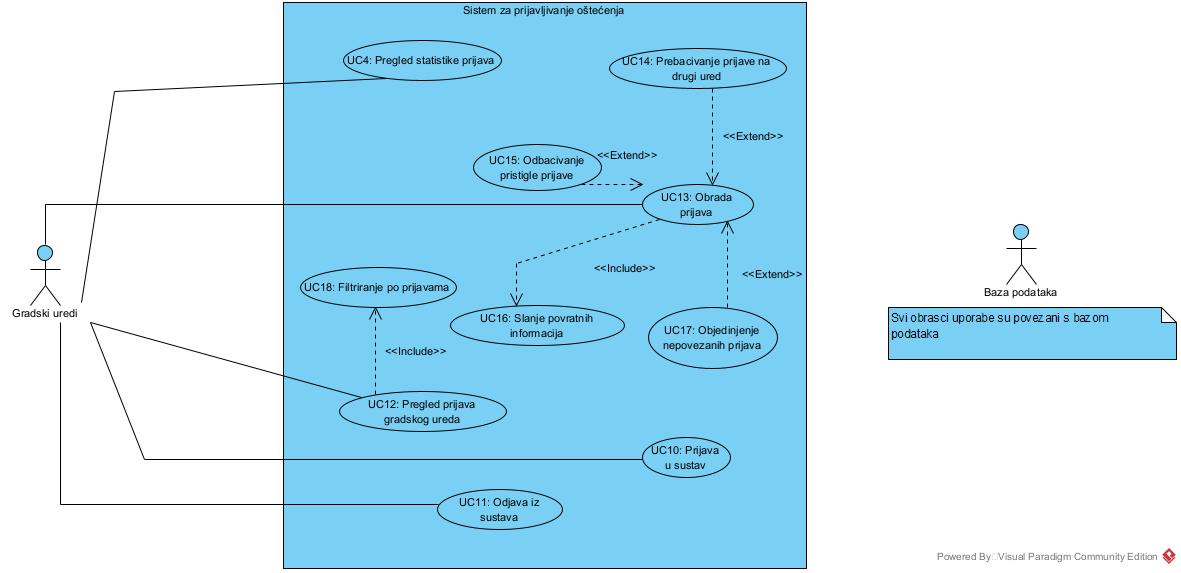 Sistem za prijavljivanje oštećenja
UC4: Pregled statistike prijava
UC14: Prebacivanje prijave na
drugi ured
<<Extend>>
UC15: Odbacivanje
pristigle prijave
<<Extend>>
UC13: Obrada
prijava
<<Include>>
<<Extend>>
Gradski uredi
UC18: Filtriranje po prijavama
UC16: Slanje povratnih
informacija
UC17: Objedinjenje
nepovezanih prijava
<<Include>>
UC12: Pregled prijava
gradskog ureda
UC10: Prijava
u sustav
UC11: Odjava iz
sustava
Baza podataka
Svi obrasci uporabe su povezani s bazom
podataka
Powered By Visual Paradigm Community Edition